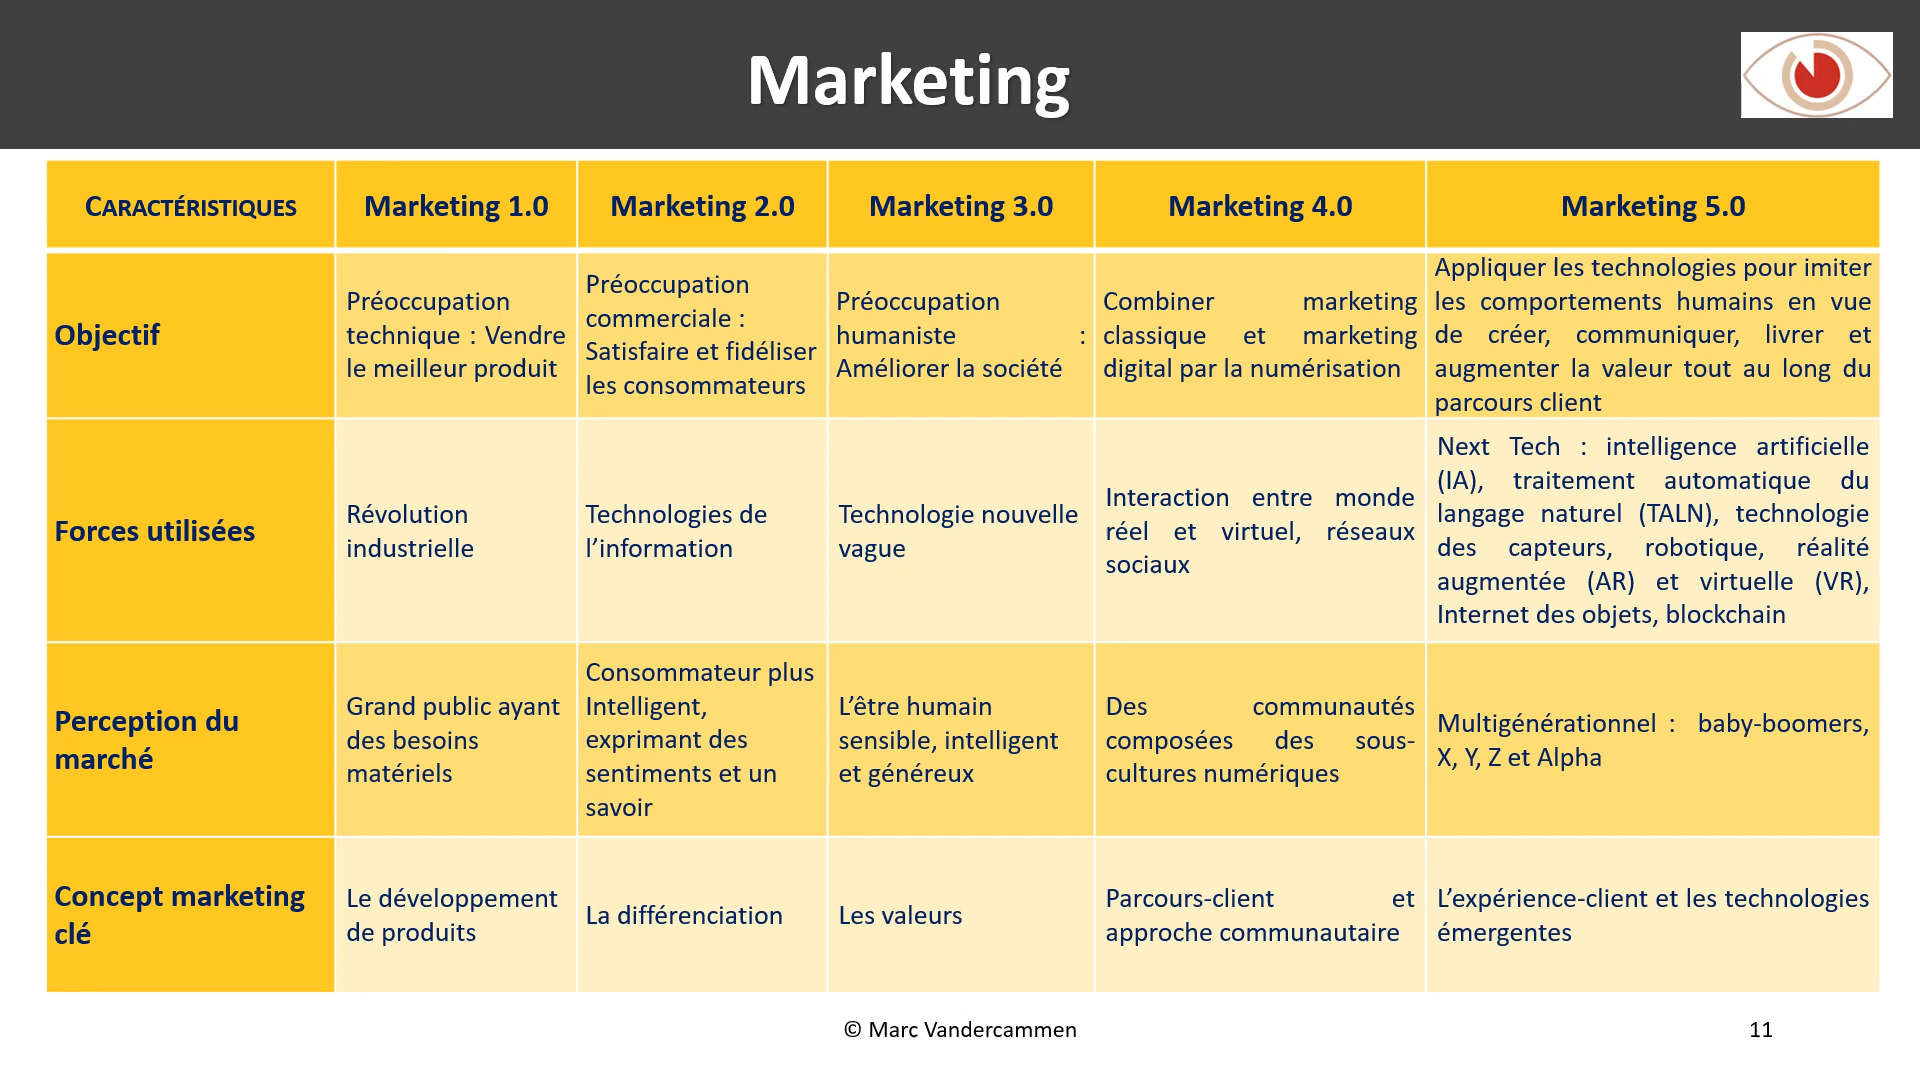 Marketing
CARACTÉRISTIQUES
Marketing 1.0
Marketing 2.0
Marketing 3.0
Marketing 4.0
Marketing 5.0
Objectif
Préoccupation
technique : Vendre
le meilleur produit
Préoccupation
commerciale :
Satisfaire et fidéliser
les consommateurs
Préoccupation
humaniste :
Améliorer la société
Combiner marketing
classique et marketing
digital par la numérisation
Appliquer les technologies pour imiter
les comportements humains en vue
de créer, communiquer, livrer et
augmenter la valeur tout au long du
parcours client
Forces utilisées
Révolution
industrielle
Technologies de
l’information
Technologie nouvelle
vague
Interaction entre monde
réel et virtuel, réseaux
sociaux
Next Tech : intelligence artificielle
(IA), traitement automatique du
langage naturel (TALN), technologie
des capteurs, robotique, réalité
augmentée (AR) et virtuelle (VR),
Internet des objets, blockchain
Perception du
marché
Grand public ayant
des besoins
matériels
Consommateur plus
Intelligent,
exprimant des
sentiments et un
savoir
L’être humain
sensible, intelligent
et généreux
Des communautés
composées des sous-
cultures numériques
Multigénérationnel : baby-boomers,
X, Y, Z et Alpha
Concept marketing
clé
Le développement
de produits
La différenciation
Les valeurs
Parcours-client et
approche communautaire
L’expérience-client et les technologies
émergentes
© Marc Vandercammen
11